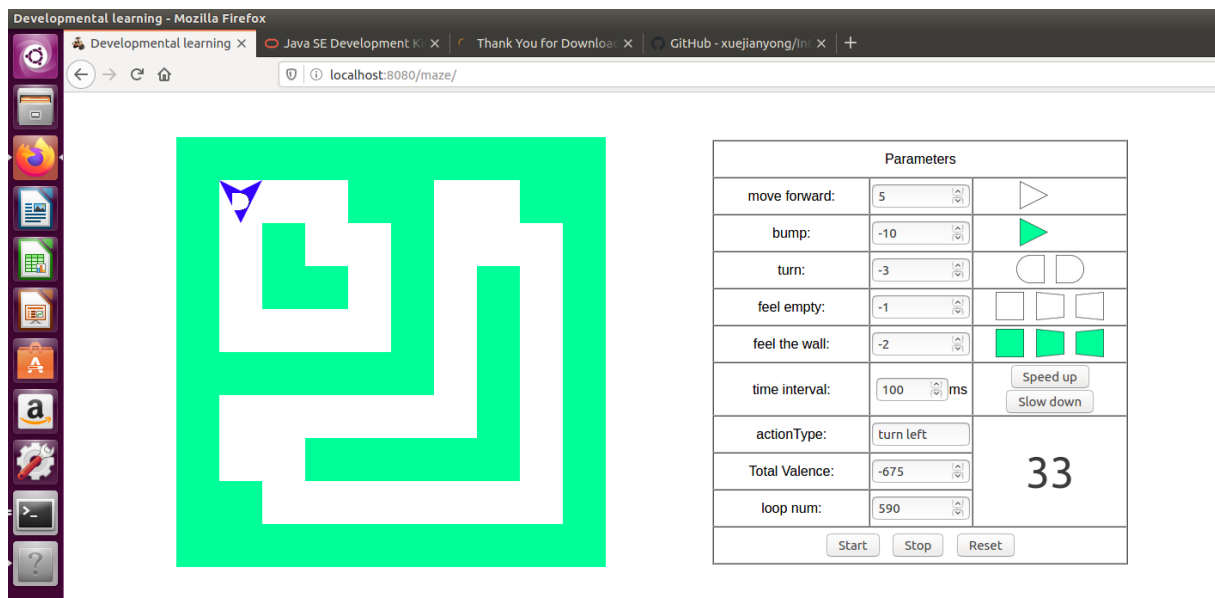 Developmental learning - Mozilla Firefox
Developmental learning
Java SE Development Ki
Thank You for Downloa
GitHub - xuejianyong/In
localhost:8080/maze/
Parameters
move forward: 5
bump: -10
turn: -3
feel empty: -1
feel the wall: -2
time interval: 100 ms Speed up
Slow down
actionType: turn left
Total Valence: -675 33
loop num: 590
Start Stop Reset